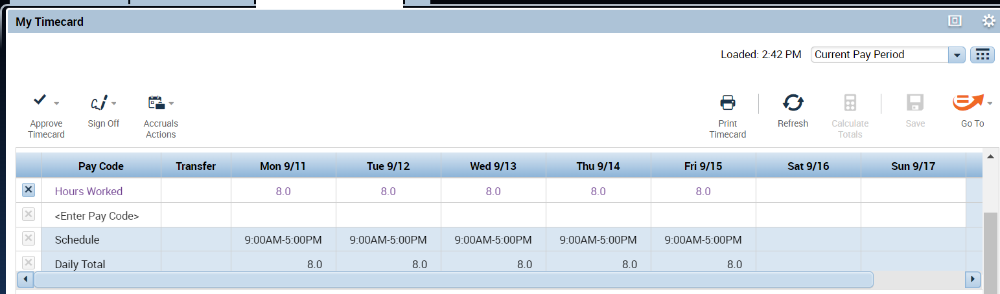 My Timecard
Loaded: 2:42 PM Current Pay Period
Approve Timecard
Sign Off
Accruals Actions
Print Timecard
Refresh
Calculate Totals
Save
Go To
Pay Code Transfer Mon 9/11 Tue 9/12 Wed 9/13 Thu 9/14 Fri 9/15 Sat 9/16 Sun 9/17
Hours Worked 8.0 8.0 8.0 8.0 8.0
<Enter Pay Code>
Schedule 9:00AM-5:00PM 9:00AM-5:00PM 9:00AM-5:00PM 9:00AM-5:00PM 9:00AM-5:00PM
Daily Total 8.0 8.0 8.0 8.0 8.0